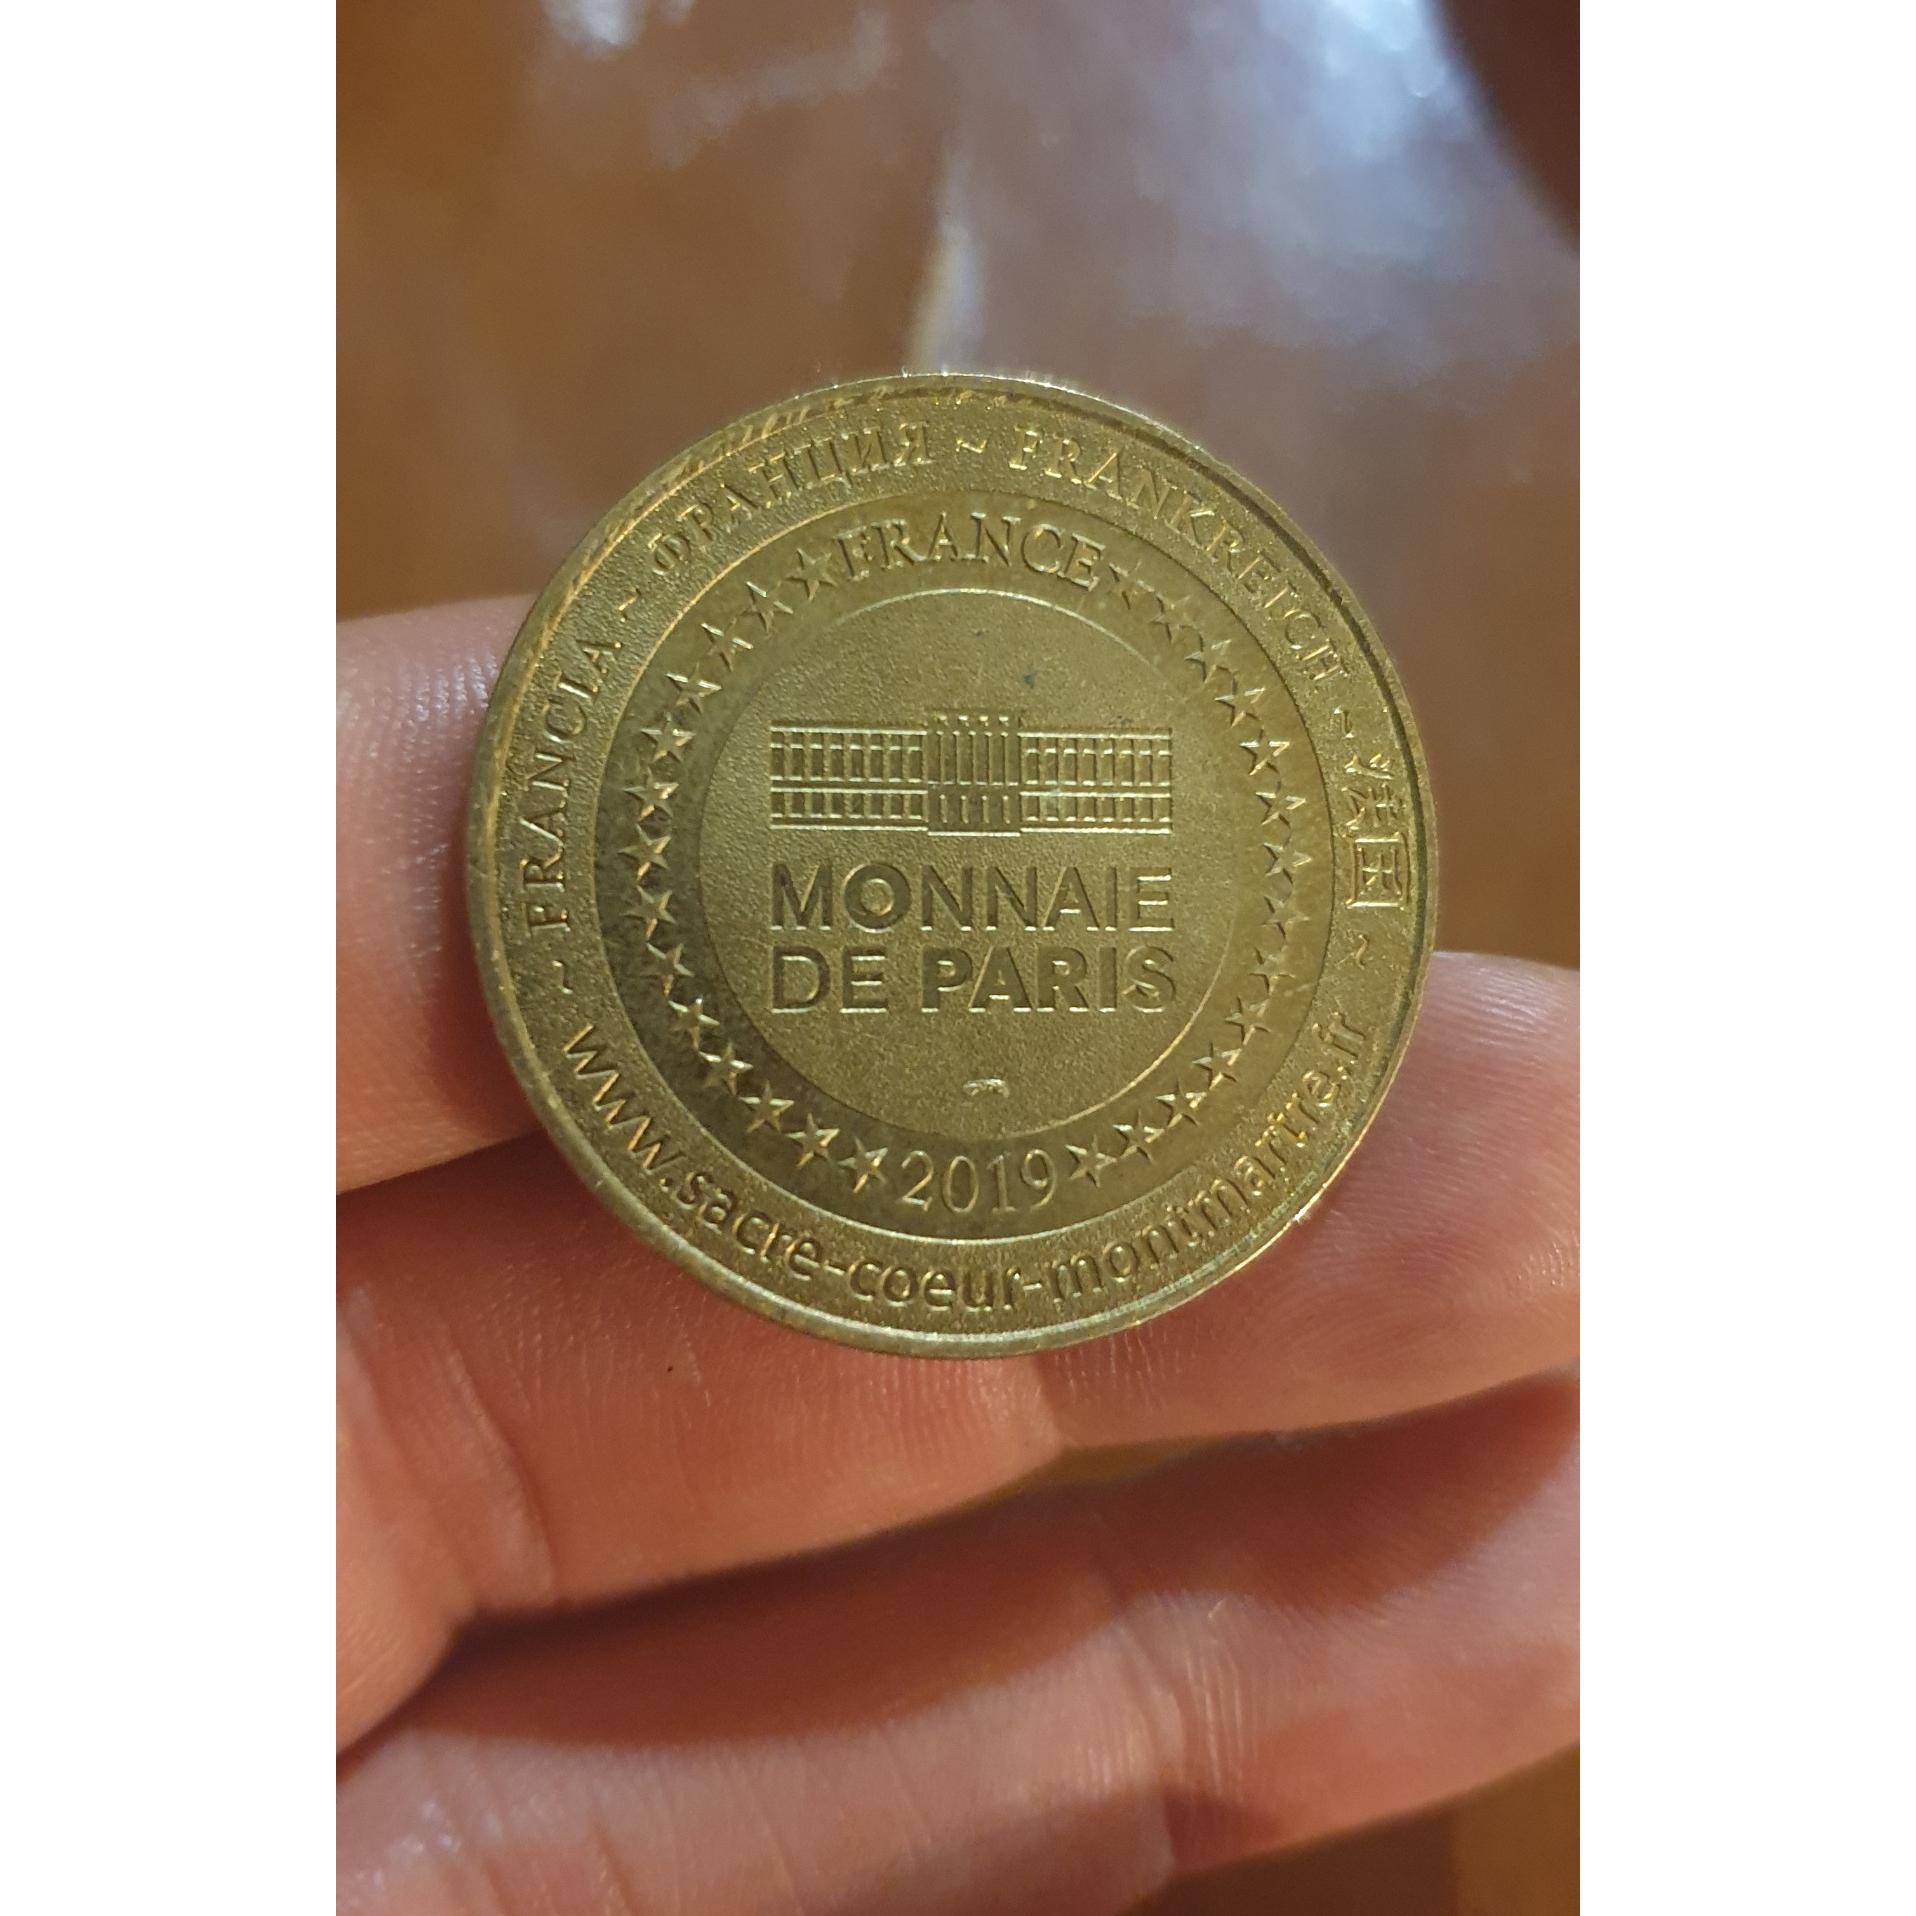 FRANCIA ~ ФРАНЦИЯ ~ FRANKREICH ~ 法国 ~
www.sacre-coeur-montmartre.fr ~
FRANCE
MONNAIE
DE PARIS
2019